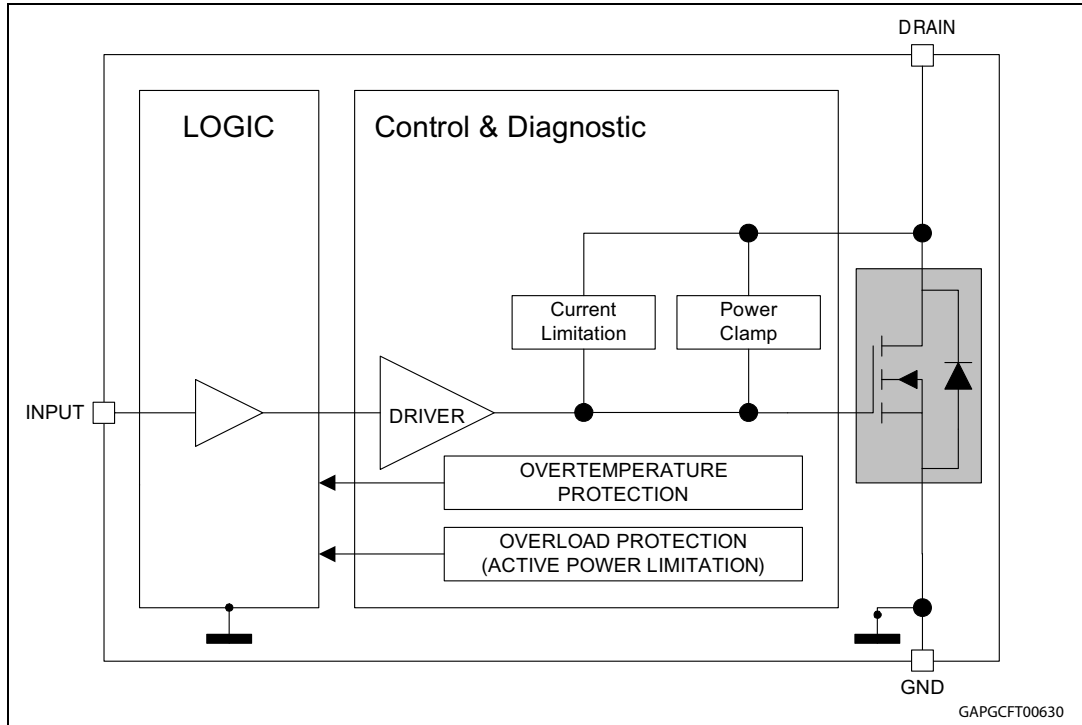 DRAIN
LOGIC
Control & Diagnostic
Current
Limitation
Power
Clamp
INPUT
DRIVER
OVERTEMPERATURE
PROTECTION
OVERLOAD PROTECTION
(ACTIVE POWER LIMITATION)
GND
GAPGCFT00630